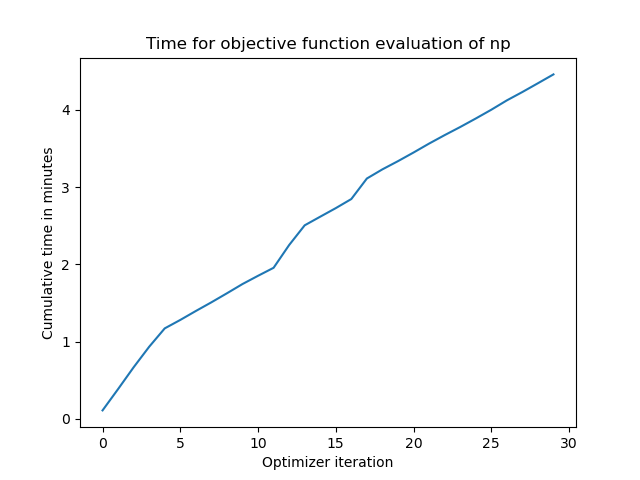 Time for objective function evaluation of np
Cumulative time in minutes
4
3
2
1
0
0 5 10 15 20 25 30
Optimizer iteration